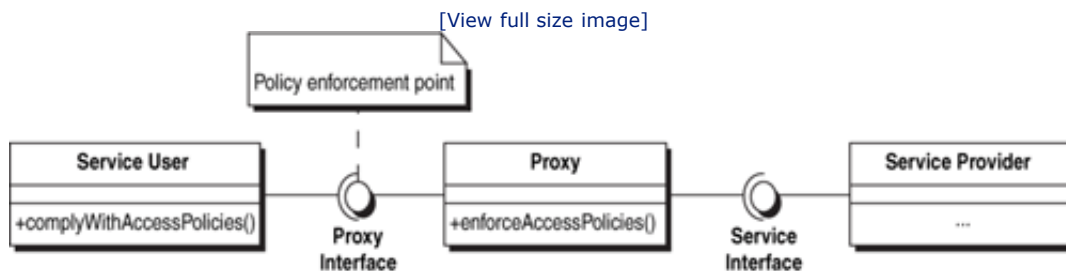 [View full size image]
Policy enforcement point
Service User
+complyWithAccessPolicies()
Proxy
Interface
Proxy
+enforceAccessPolicies()
Service
Interface
Service Provider
...